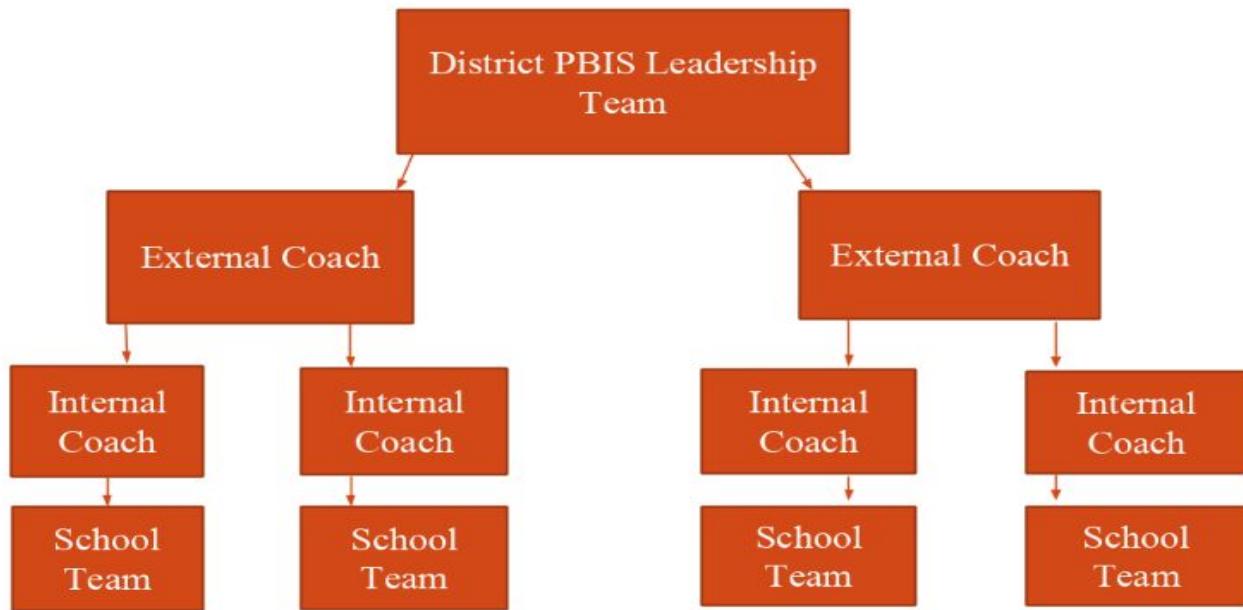 District PBIS Leadership
Team
External Coach
External Coach
Internal
Coach
Internal
Coach
Internal
Coach
Internal
Coach
School
Team
School
Team
School
Team
School
Team